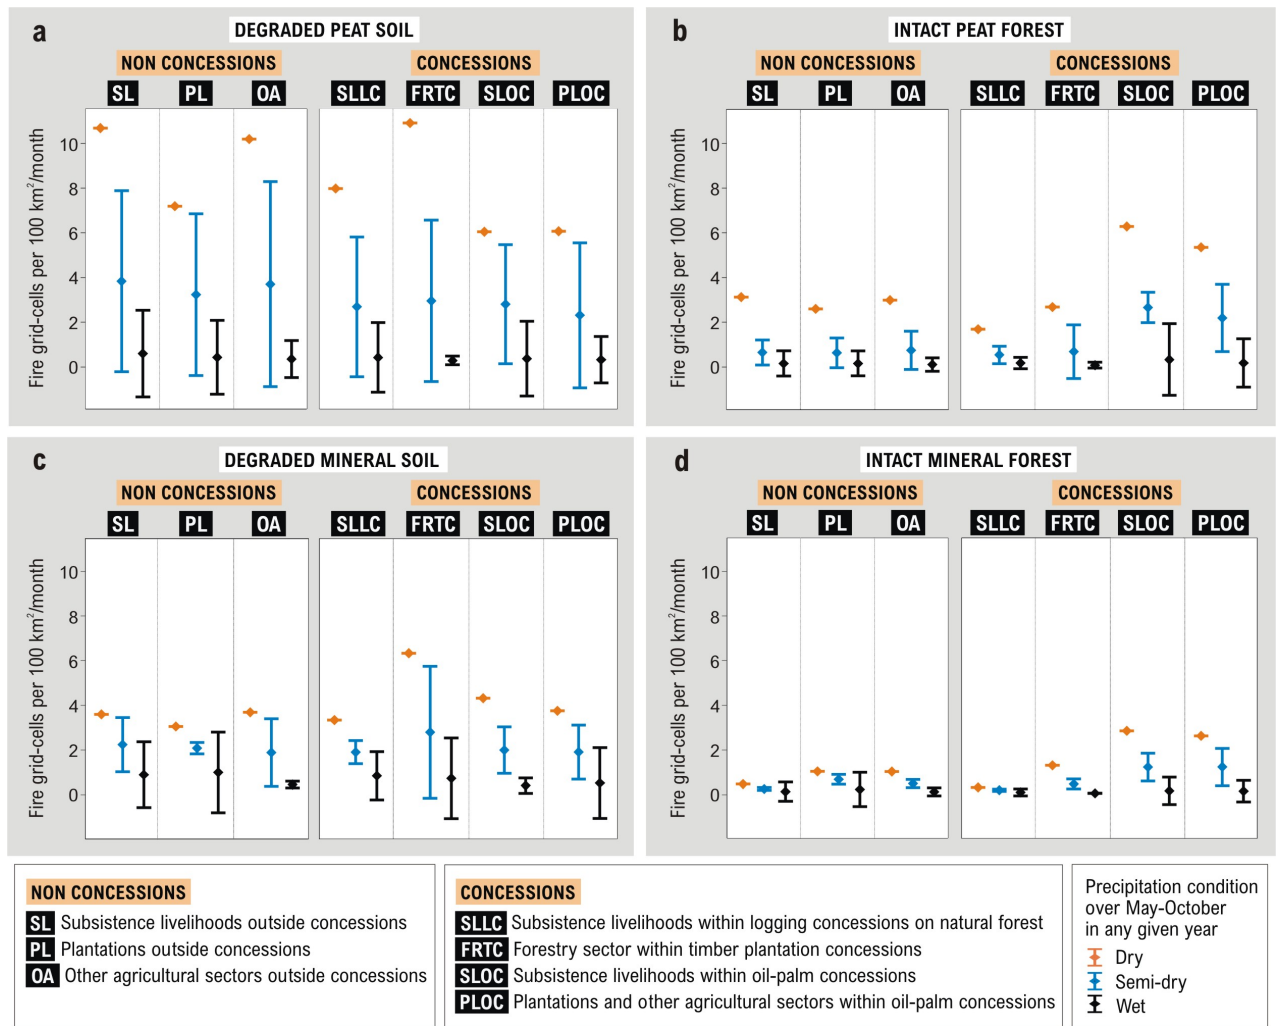 a
DEGRADED PEAT SOIL
NON CONCESSIONS
CONCESSIONS
SL PL OA SLLC FRTC SLOC PLOC
Fire grid-cells per 100 km²/month
10
8
6
4
2
0
b
INTACT PEAT FOREST
NON CONCESSIONS
CONCESSIONS
SL PL OA SLLC FRTC SLOC PLOC
Fire grid-cells per 100 km²/month
10
8
6
4
2
0
c
DEGRADED MINERAL SOIL
NON CONCESSIONS
CONCESSIONS
SL PL OA SLLC FRTC SLOC PLOC
Fire grid-cells per 100 km²/month
10
8
6
4
2
0
d
INTACT MINERAL FOREST
NON CONCESSIONS
CONCESSIONS
SL PL OA SLLC FRTC SLOC PLOC
Fire grid-cells per 100 km²/month
10
8
6
4
2
0
NON CONCESSIONS
SL Subsistence livelihoods outside concessions
PL Plantations outside concessions
OA Other agricultural sectors outside concessions
CONCESSIONS
SLLC Subsistence livelihoods within logging concessions on natural forest
FRTC Forestry sector within timber plantation concessions
SLOC Subsistence livelihoods within oil-palm concessions
PLOC Plantations and other agricultural sectors within oil-palm concessions
Precipitation condition
over May-October
in any given year
Dry
Semi-dry
Wet